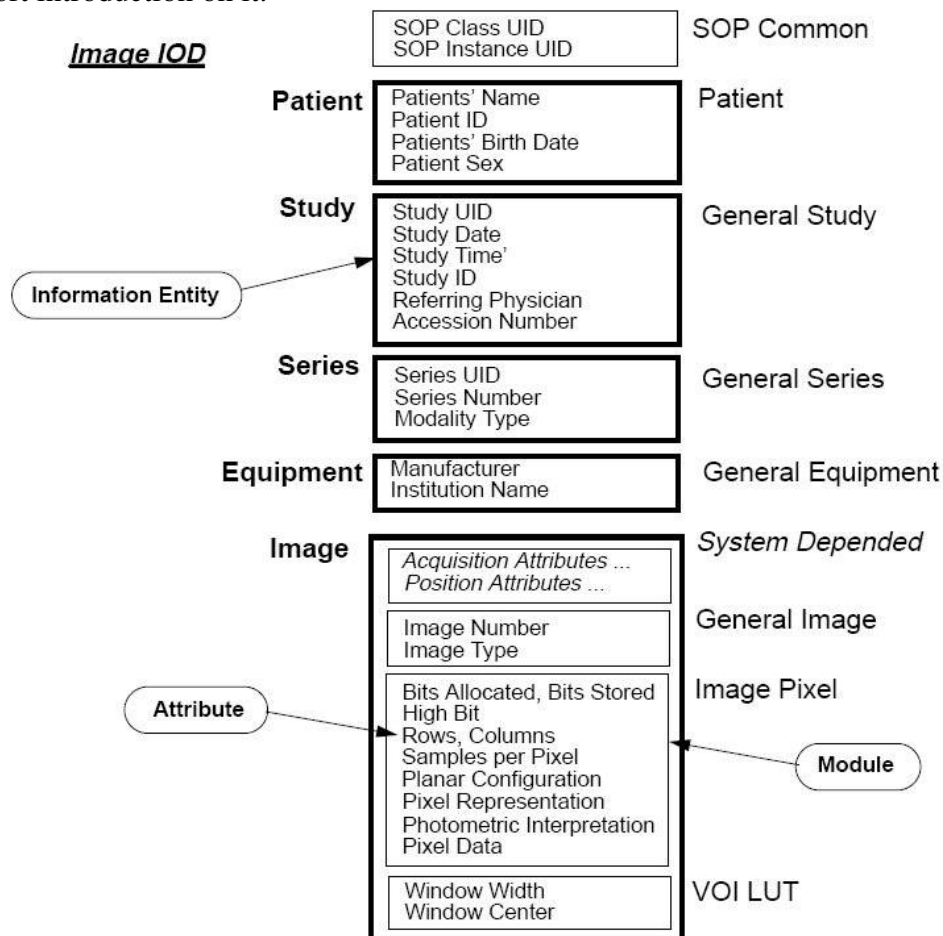 ort introduction on it.
Image IOD
SOP Class UID
SOP Instance UID
SOP Common
Patient
Patients’ Name
Patient ID
Patients’ Birth Date
Patient Sex
Patient
Study
Study UID
Study Date
Study Time’
Study ID
Referring Physician
Accession Number
General Study
Information Entity
Series
Series UID
Series Number
Modality Type
General Series
Equipment
Manufacturer
Institution Name
General Equipment
Image
Acquisition Attributes ...
Position Attributes ...
System Depended
Image Number
Image Type
General Image
Attribute
Bits Allocated, Bits Stored
High Bit
Rows, Columns
Samples per Pixel
Planar Configuration
Pixel Representation
Photometric Interpretation
Pixel Data
Image Pixel
Module
Window Width
Window Center
VOI LUT